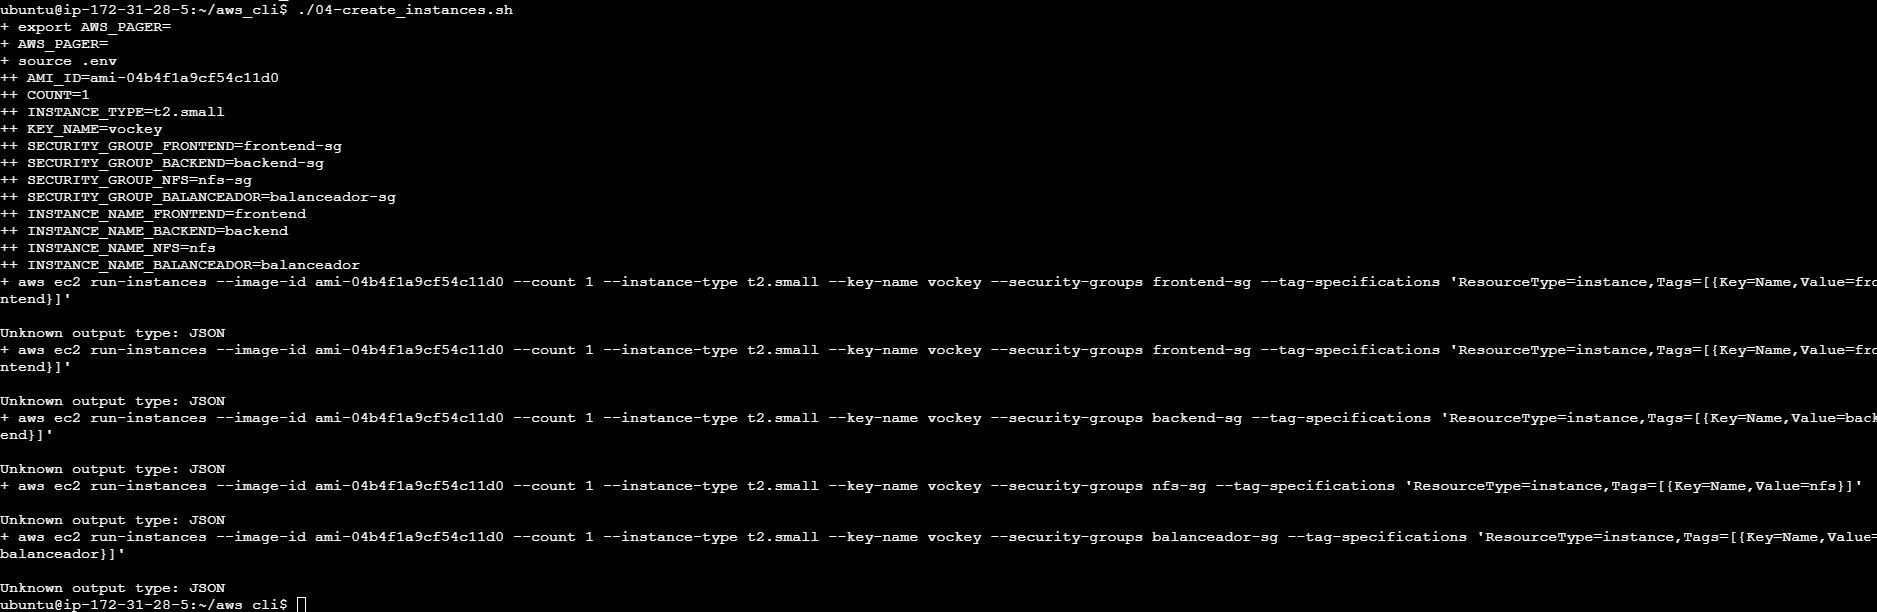 ubuntu@ip-172-31-28-5:~/aws_cli$ ./04-create_instances.sh
+ export AWS_PAGER=
+ AWS_PAGER=
+ source .env
++ AMI_ID=ami-04b4f1a9cf54c11d0
++ COUNT=1
++ INSTANCE_TYPE=t2.small
++ KEY_NAME=vockey
++ SECURITY_GROUP_FRONTEND=frontend-sg
++ SECURITY_GROUP_BACKEND=backend-sg
++ SECURITY_GROUP_NFS=nfs-sg
++ SECURITY_GROUP_BALANCEADOR=balanceador-sg
++ INSTANCE_NAME_FRONTEND=frontend
++ INSTANCE_NAME_BACKEND=backend
++ INSTANCE_NAME_NFS=nfs
++ INSTANCE_NAME_BALANCEADOR=balanceador
+ aws ec2 run-instances --image-id ami-04b4f1a9cf54c11d0 --count 1 --instance-type t2.small --key-name vockey --security-groups frontend-sg --tag-specifications 'ResourceType=instance,Tags=[{Key=Name,Value=fro
ntend}]'
Unknown output type: JSON
+ aws ec2 run-instances --image-id ami-04b4f1a9cf54c11d0 --count 1 --instance-type t2.small --key-name vockey --security-groups frontend-sg --tag-specifications 'ResourceType=instance,Tags=[{Key=Name,Value=fro
ntend}]'
Unknown output type: JSON
+ aws ec2 run-instances --image-id ami-04b4f1a9cf54c11d0 --count 1 --instance-type t2.small --key-name vockey --security-groups backend-sg --tag-specifications 'ResourceType=instance,Tags=[{Key=Name,Value=back
end}]'
Unknown output type: JSON
+ aws ec2 run-instances --image-id ami-04b4f1a9cf54c11d0 --count 1 --instance-type t2.small --key-name vockey --security-groups nfs-sg --tag-specifications 'ResourceType=instance,Tags=[{Key=Name,Value=nfs}]'
Unknown output type: JSON
+ aws ec2 run-instances --image-id ami-04b4f1a9cf54c11d0 --count 1 --instance-type t2.small --key-name vockey --security-groups balanceador-sg --tag-specifications 'ResourceType=instance,Tags=[{Key=Name,Value=
balanceador}]'
Unknown output type: JSON
ubuntu@ip-172-31-28-5:~/aws_cli$